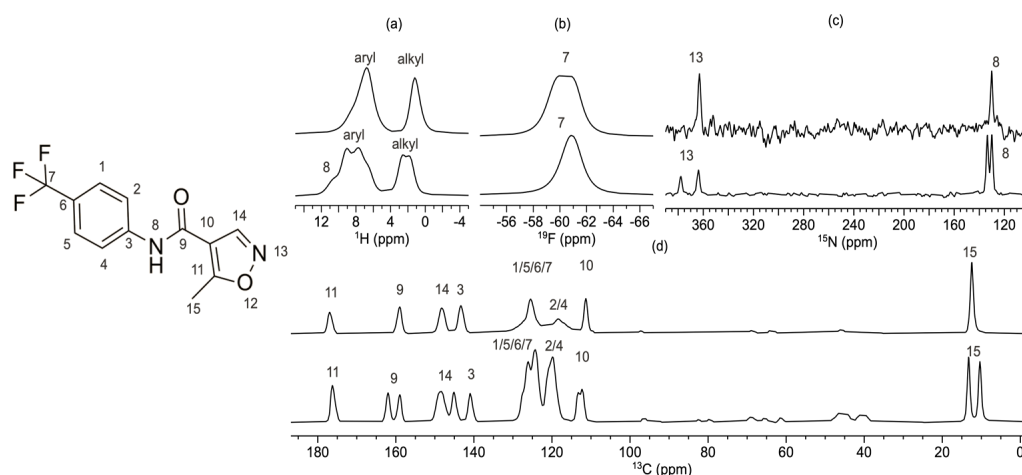 (a)
(b)
(c)
aryl
alkyl
7
13
8
8
aryl
alkyl
7
13
8
12 8 4 0 -4
¹H (ppm)
-56 -58 -60 -62 -64 -66
¹⁹F (ppm)
360 320 280 240 200 160 120
¹⁵N (ppm)
F
F
F
7
1
2
6
5
4
3
8
N
H
O
9
10
14
13
N
11
O
12
15
(d)
11
9
14
3
1/5/6/7
2/4
10
15
11
9
14
3
1/5/6/7
2/4
10
15
180 160 140 120 100 80 60 40 20 0
¹³C (ppm)